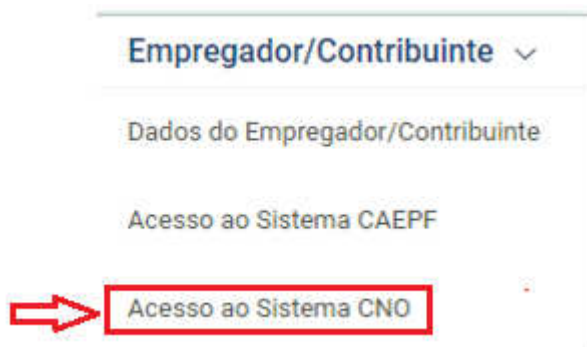 Empregador/Contribuinte
Dados do Empregador/Contribuinte
Acesso ao Sistema CAEPF
Acesso ao Sistema CNO